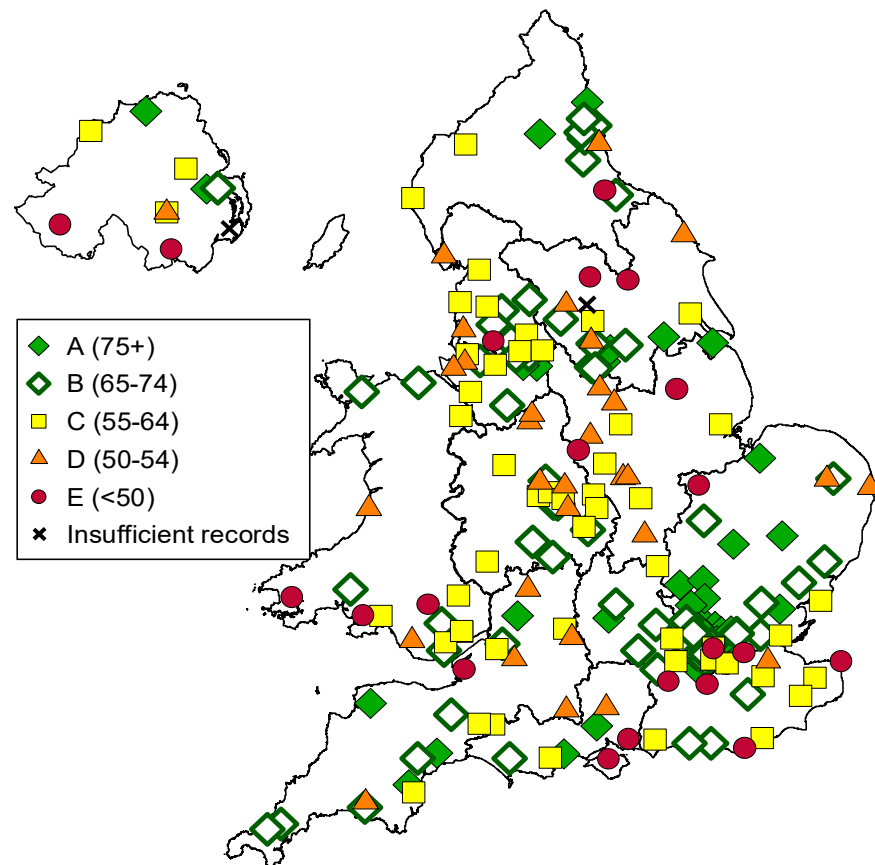 A (75+)
B (65-74)
C (55-64)
D (50-54)
E (<50)
Insufficient records